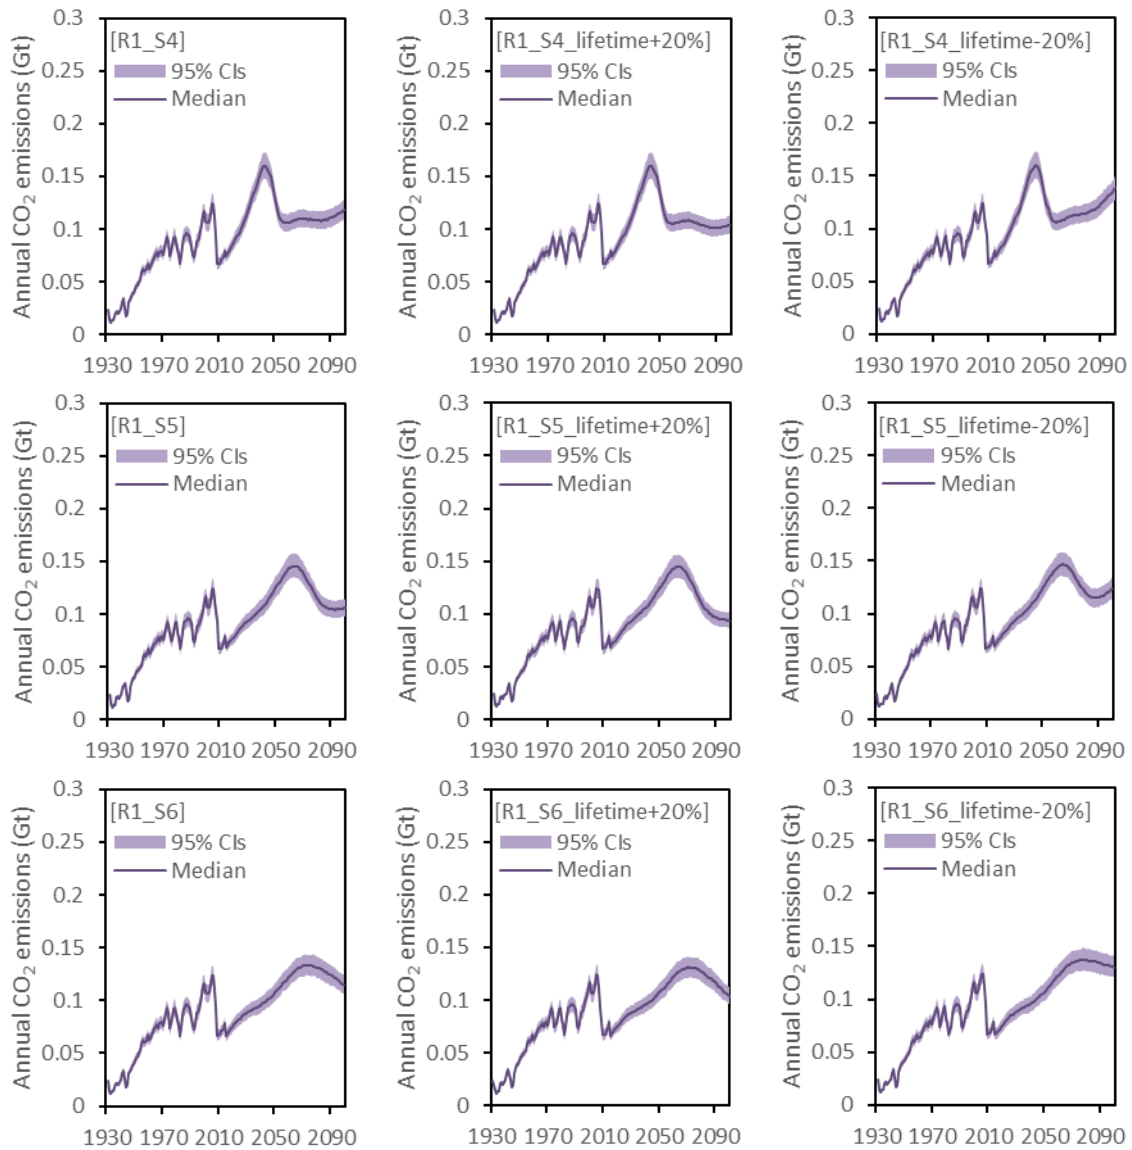 [R1_S4]
95% CIs
Median
Annual CO₂ emissions (Gt)
0.3
0.25
0.2
0.15
0.1
0.05
0
1930 1970 2010 2050 2090
[R1_S4_lifetime+20%]
95% CIs
Median
Annual CO₂ emissions (Gt)
0.3
0.25
0.2
0.15
0.1
0.05
0
1930 1970 2010 2050 2090
[R1_S4_lifetime-20%]
95% CIs
Median
Annual CO₂ emissions (Gt)
0.3
0.25
0.2
0.15
0.1
0.05
0
1930 1970 2010 2050 2090
[R1_S5]
95% CIs
Median
Annual CO₂ emissions (Gt)
0.3
0.25
0.2
0.15
0.1
0.05
0
1930 1970 2010 2050 2090
[R1_S5_lifetime+20%]
95% CIs
Median
Annual CO₂ emissions (Gt)
0.3
0.25
0.2
0.15
0.1
0.05
0
1930 1970 2010 2050 2090
[R1_S5_lifetime-20%]
95% CIs
Median
Annual CO₂ emissions (Gt)
0.3
0.25
0.2
0.15
0.1
0.05
0
1930 1970 2010 2050 2090
[R1_S6]
95% CIs
Median
Annual CO₂ emissions (Gt)
0.3
0.25
0.2
0.15
0.1
0.05
0
1930 1970 2010 2050 2090
[R1_S6_lifetime+20%]
95% CIs
Median
Annual CO₂ emissions (Gt)
0.3
0.25
0.2
0.15
0.1
0.05
0
1930 1970 2010 2050 2090
[R1_S6_lifetime-20%]
95% CIs
Median
Annual CO₂ emissions (Gt)
0.3
0.25
0.2
0.15
0.1
0.05
0
1930 1970 2010 2050 2090